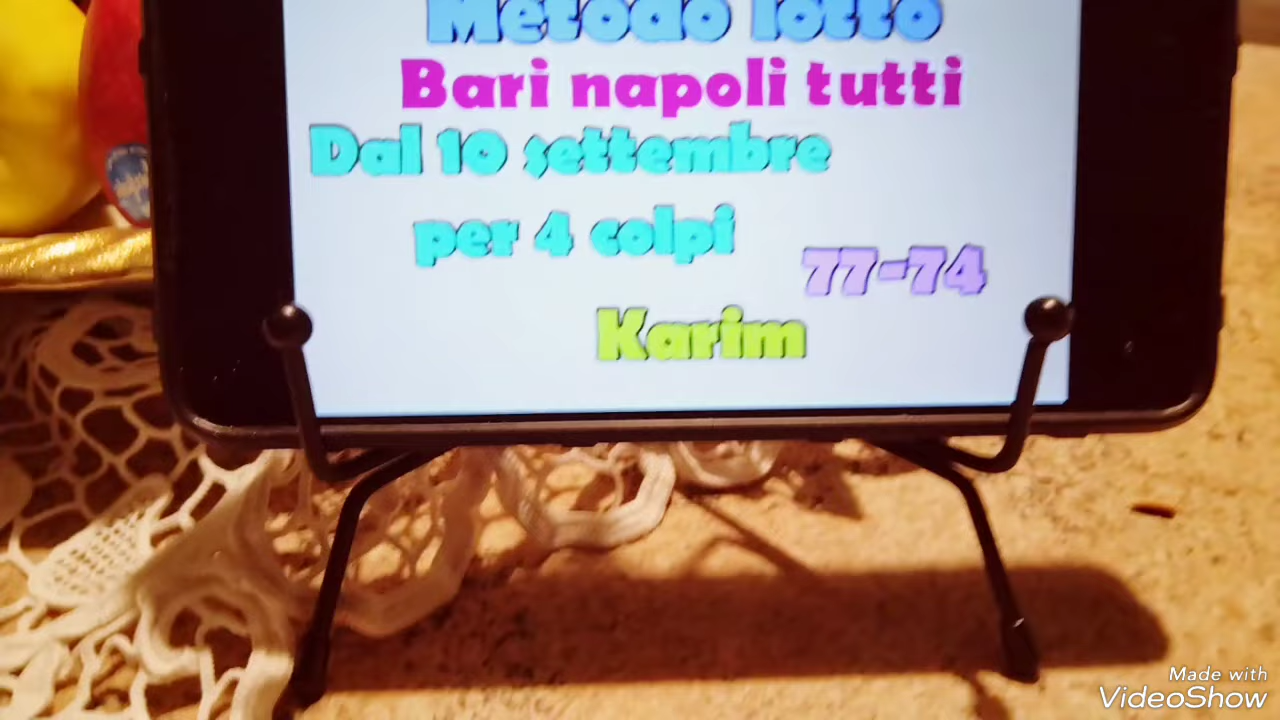 Metodo lotto
Bari napoli tutti
Dal 10 settembre
per 4 colpi
77-74
Karim
Made with
VideoShow